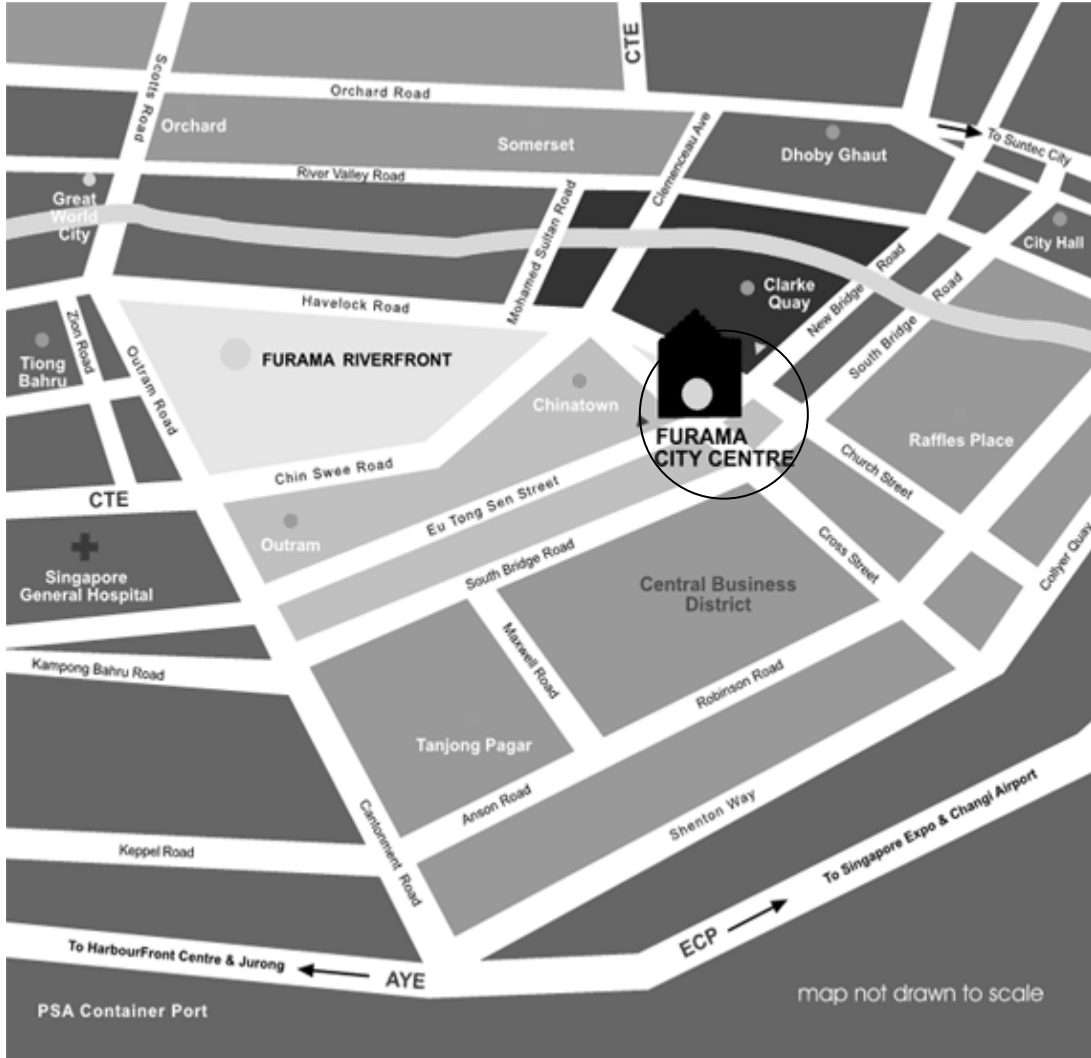 CTE
Scotts Road
Orchard Road
To Suntec City
Orchard
Somerset
Clemenceau Ave
Dhoby Ghaut
River Valley Road
Great
World
City
Mohamed Sultan Road
City Hall
Havelock Road
Clarke
Quay
New Bridge Road
South Bridge Road
Zion Road
Tiong
Bahru
Outram Road
FURAMA RIVERFRONT
Chinatown
FURAMA
CITY CENTRE
Raffles Place
Church Street
Chin Swee Road
CTE
Eu Tong Sen Street
Outram
South Bridge Road
Cross Street
Collyer Quay
Singapore
General Hospital
Central Business
District
Maxwell Road
Kampong Bahru Road
Robinson Road
Tanjong Pagar
Anson Road
Shenton Way
Cantonment Road
Keppel Road
To Singapore Expo & Changi Airport
ECP
To HarbourFront Centre & Jurong
AYE
map not drawn to scale
PSA Container Port